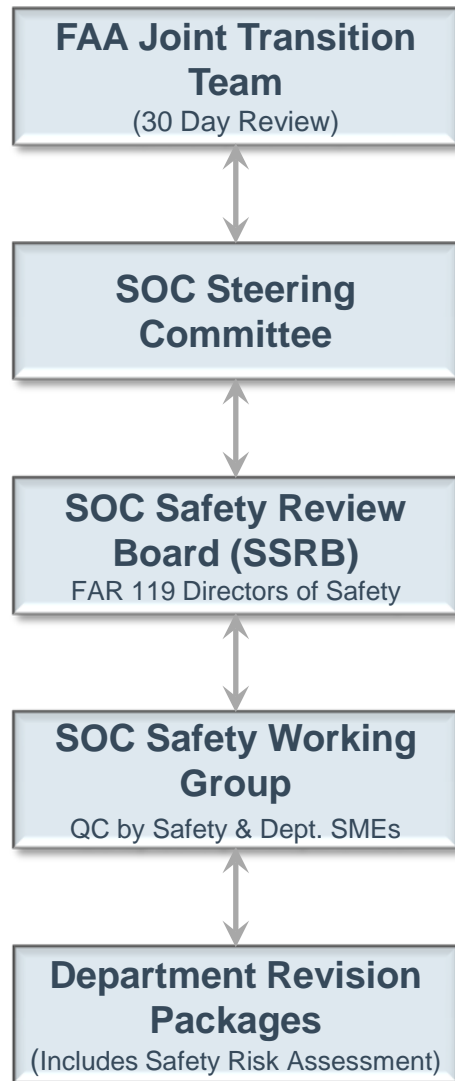 FAA Joint Transition
Team
(30 Day Review)
SOC Steering
Committee
SOC Safety Review
Board (SSRB)
FAR 119 Directors of Safety
SOC Safety Working
Group
QC by Safety & Dept. SMEs
Department Revision
Packages
(Includes Safety Risk Assessment)